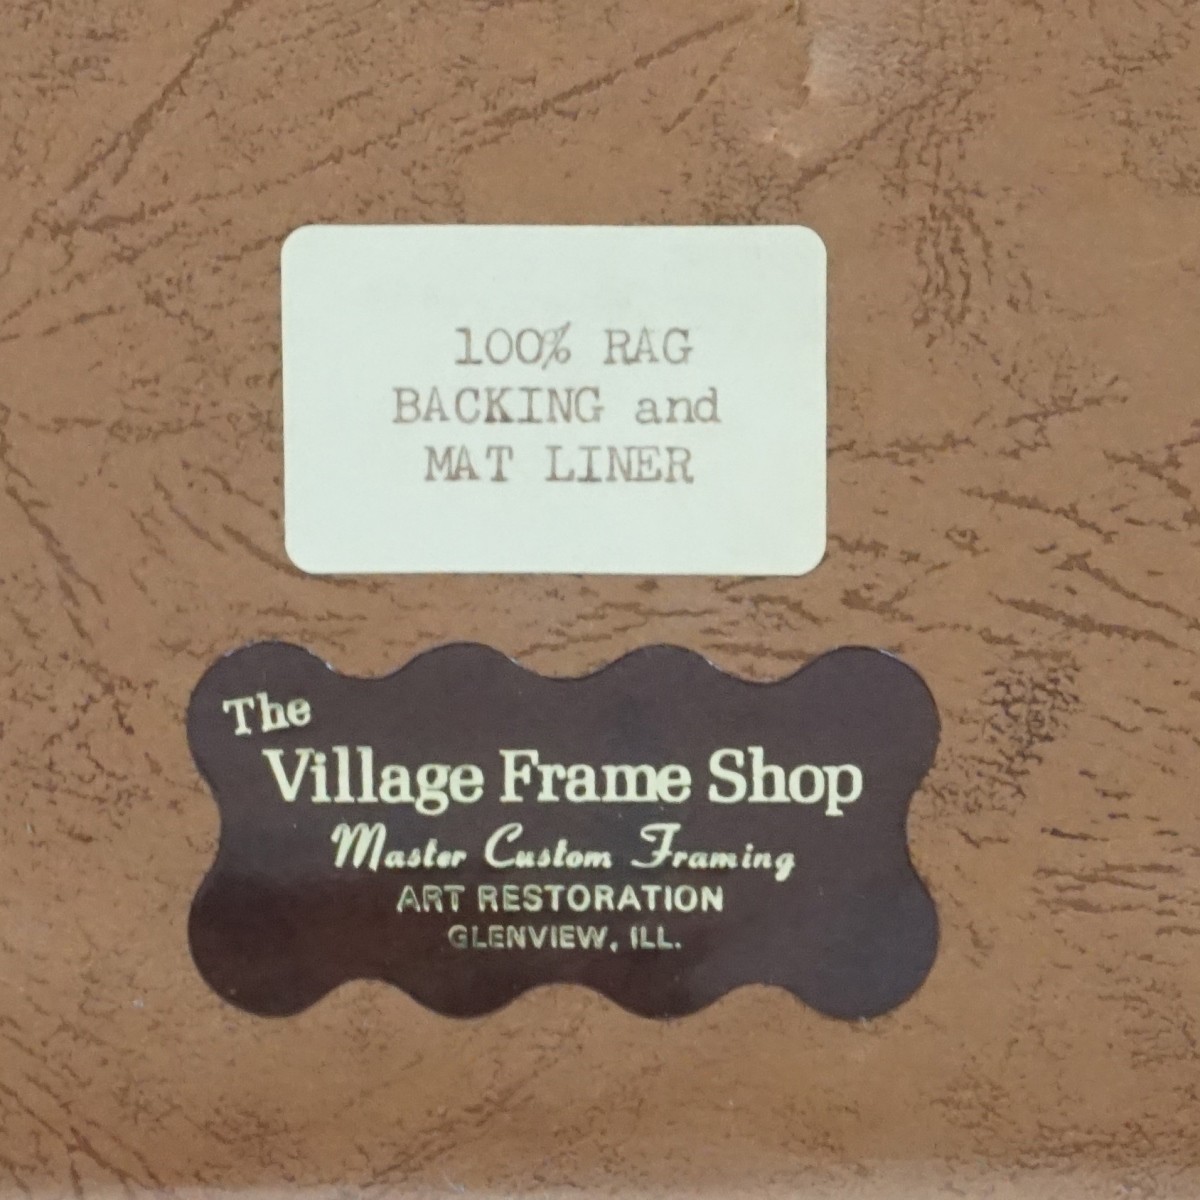 100% RAG
BACKING and
MAT LINER
The
Village Frame Shop
Master Custom Framing
ART RESTORATION
GLENVIEW, ILL.